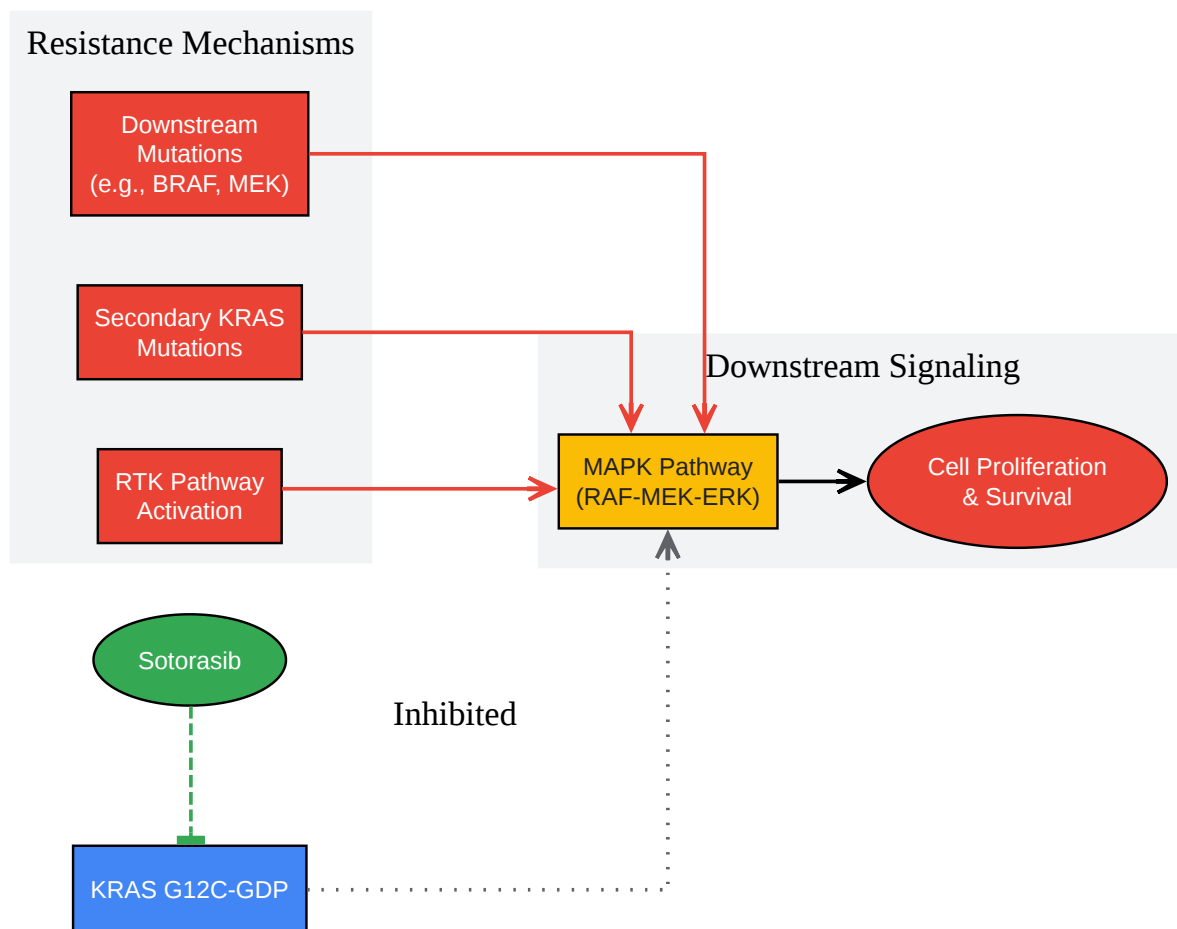 Resistance Mechanisms
Downstream
Mutations
(e.g., BRAF, MEK)
Secondary KRAS
Mutations
RTK Pathway
Activation
Downstream Signaling
MAPK Pathway
(RAF-MEK-ERK)
Cell Proliferation
& Survival
Sotorasib
Inhibited
KRAS G12C-GDP